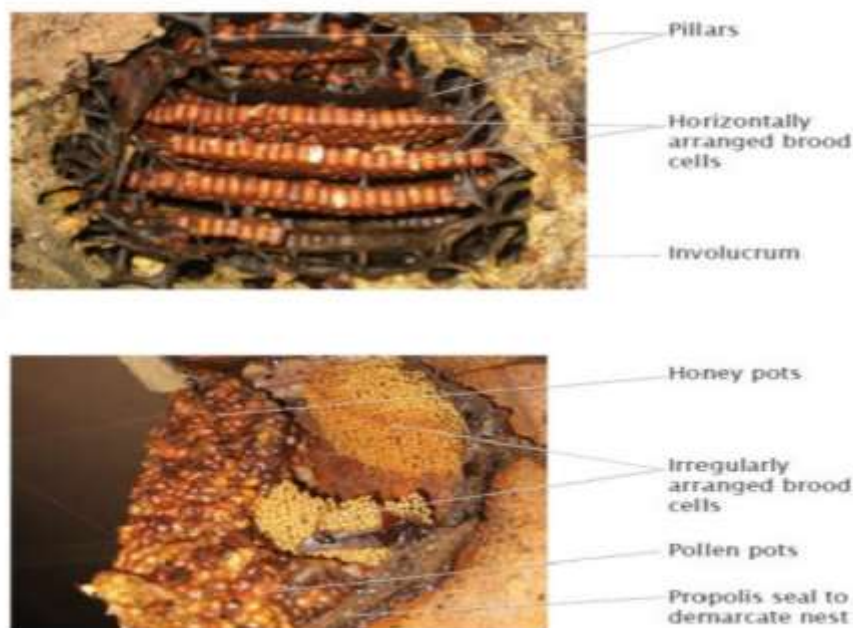 Pillars
Horizontally
arranged brood
cells
Involucrum
Honey pots
Irregularly
arranged brood
cells
Pollen pots
Propolis seal to
demarcate nest